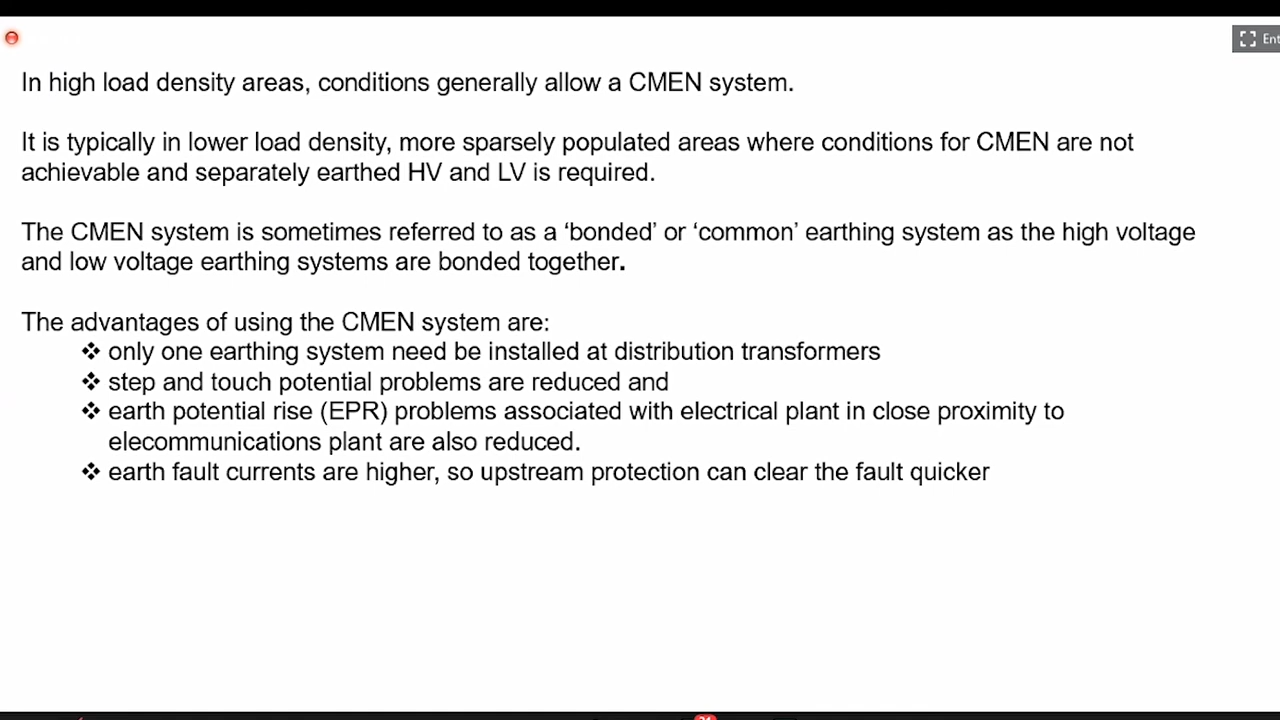 Ent
In high load density areas, conditions generally allow a CMEN system.
It is typically in lower load density, more sparsely populated areas where conditions for CMEN are not
achievable and separately earthed HV and LV is required.
The CMEN system is sometimes referred to as a ‘bonded’ or ‘common’ earthing system as the high voltage
and low voltage earthing systems are bonded together.
The advantages of using the CMEN system are:
❖ only one earthing system need be installed at distribution transformers
❖ step and touch potential problems are reduced and
❖ earth potential rise (EPR) problems associated with electrical plant in close proximity to
elecommunications plant are also reduced.
❖ earth fault currents are higher, so upstream protection can clear the fault quicker